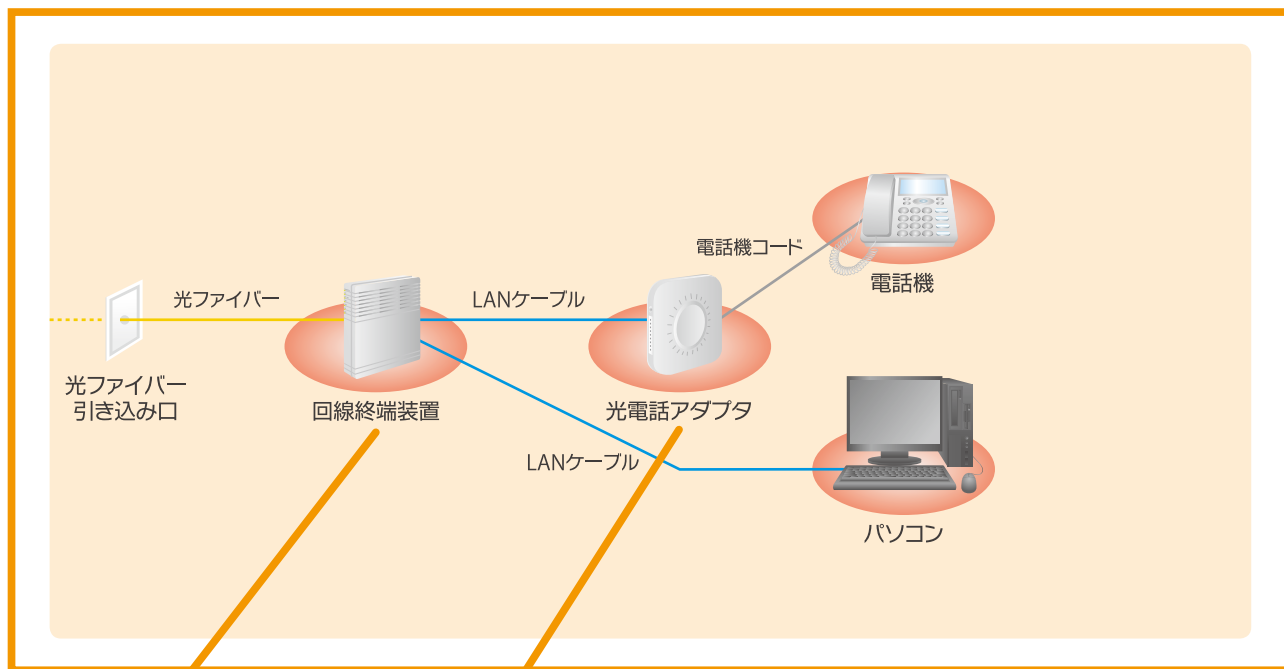 電話機コード
電話機
光ファイバー
LANケーブル
光ファイバー
引き込み口
回線終端装置
光電話アダプタ
LANケーブル
パソコン